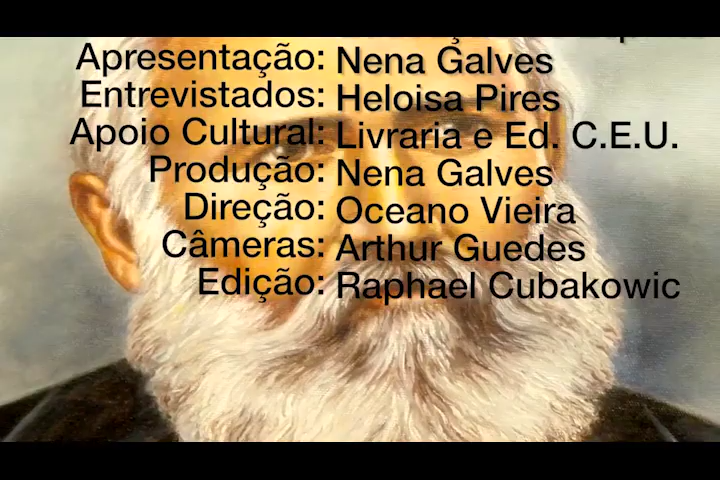 Apresentação: Nena Galves
Entrevistados: Heloisa Pires
Apoio Cultural: Livraria e Ed. C.E.U.
Produção: Nena Galves
Direção: Oceano Vieira
Câmeras: Arthur Guedes
Edição: Raphael Cubakowic